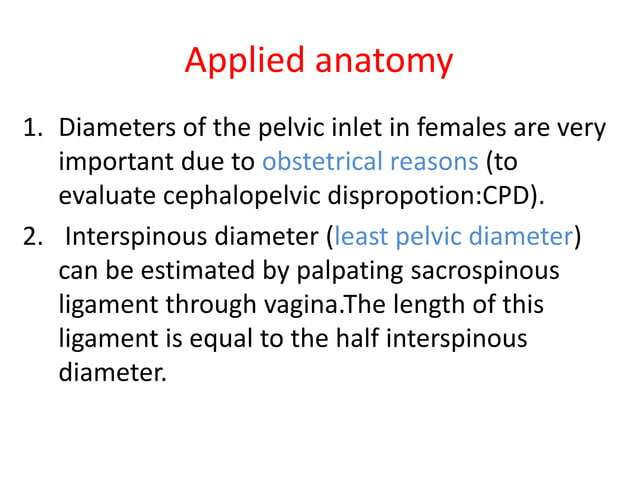 Applied anatomy
1. Diameters of the pelvic inlet in females are very
important due to obstetrical reasons (to
evaluate cephalopelvic dispropotion:CPD).
2. Interspinous diameter (least pelvic diameter)
can be estimated by palpating sacrospinous
ligament through vagina.The length of this
ligament is equal to the half interspinous
diameter.